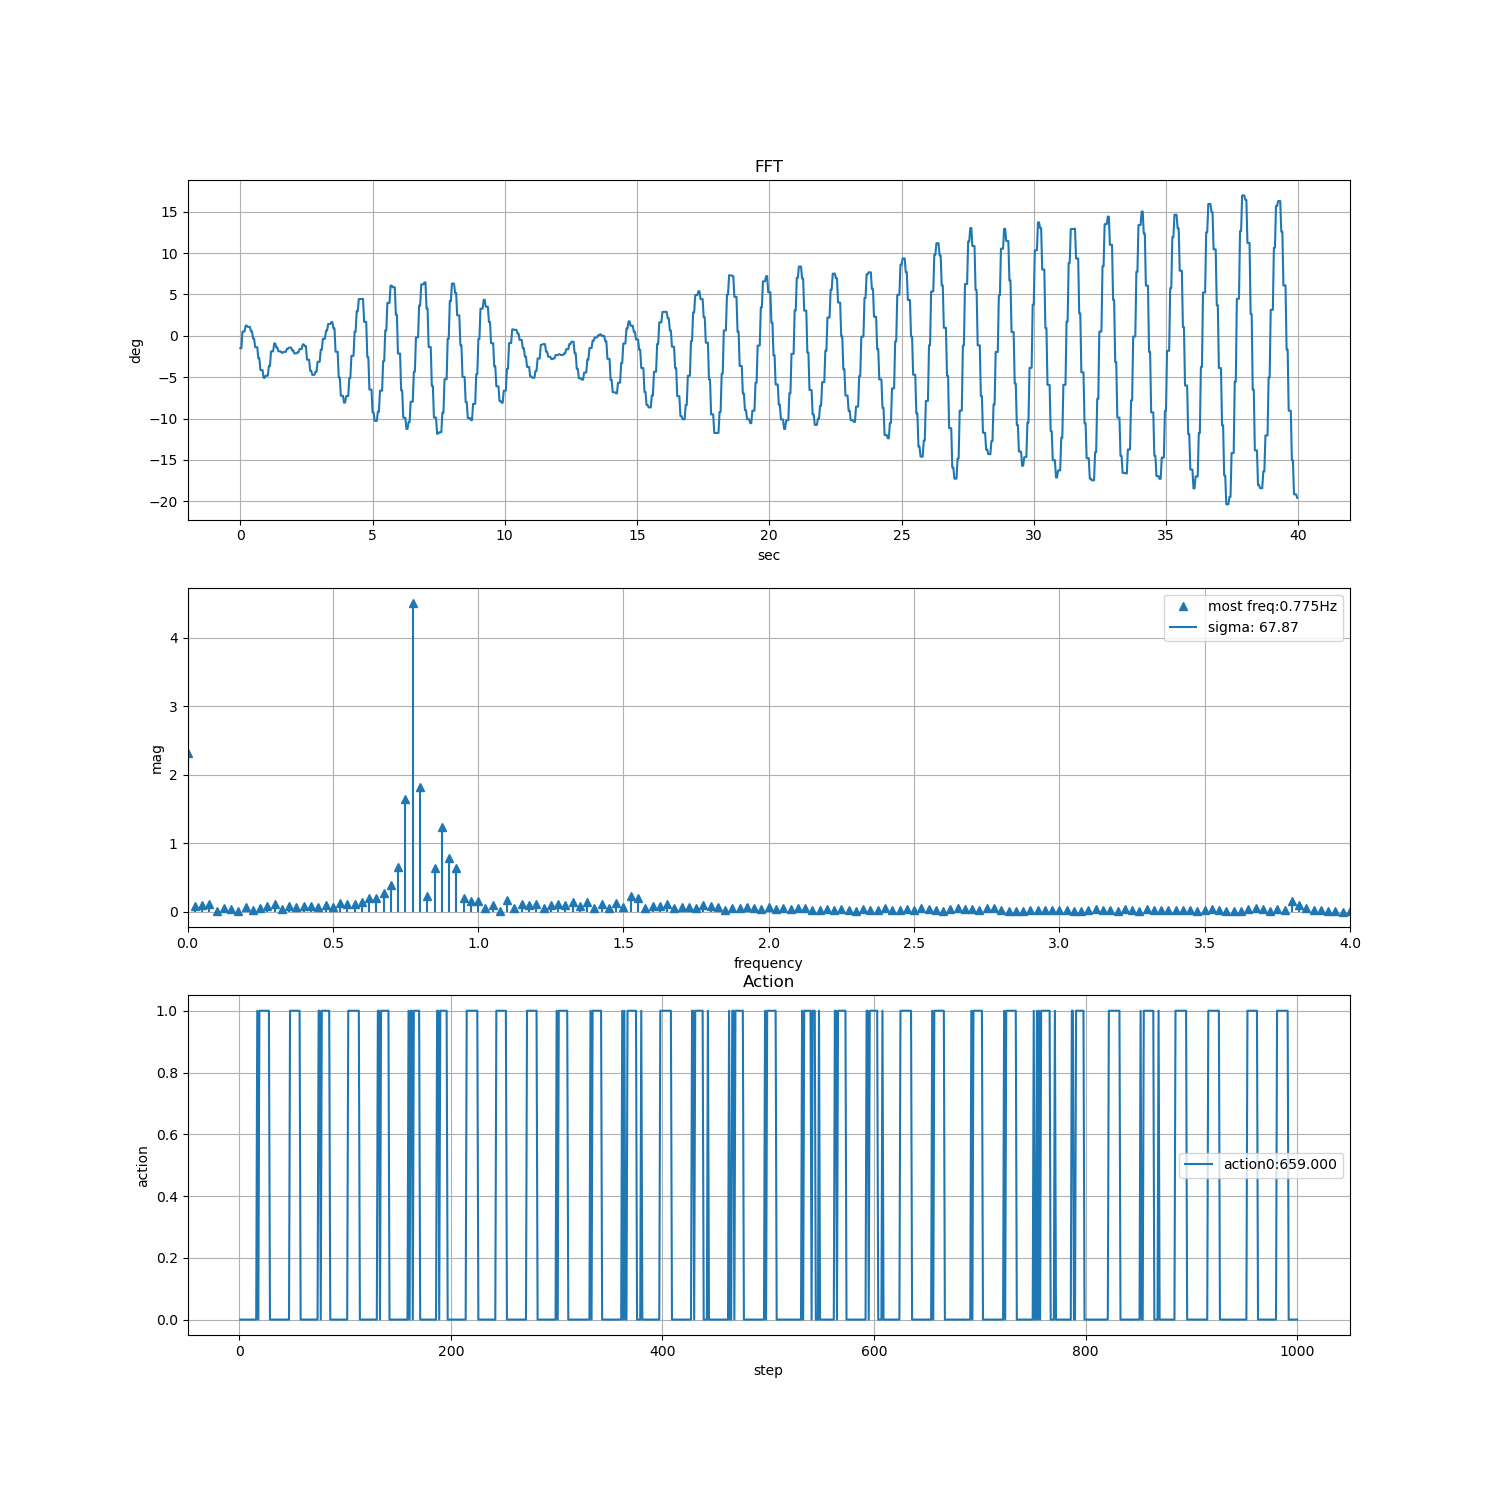 FFT
deg
15
10
5
0
−5
−10
−15
−20
0 5 10 15 20 25 30 35 40
sec
mag
4
3
2
1
0
most freq:0.775Hz
sigma: 67.87
0.0 0.5 1.0 1.5 2.0 2.5 3.0 3.5 4.0
frequency
Action
action
1.0
0.8
0.6
0.4
0.2
0.0
action0:659.000
0 200 400 600 800 1000
step